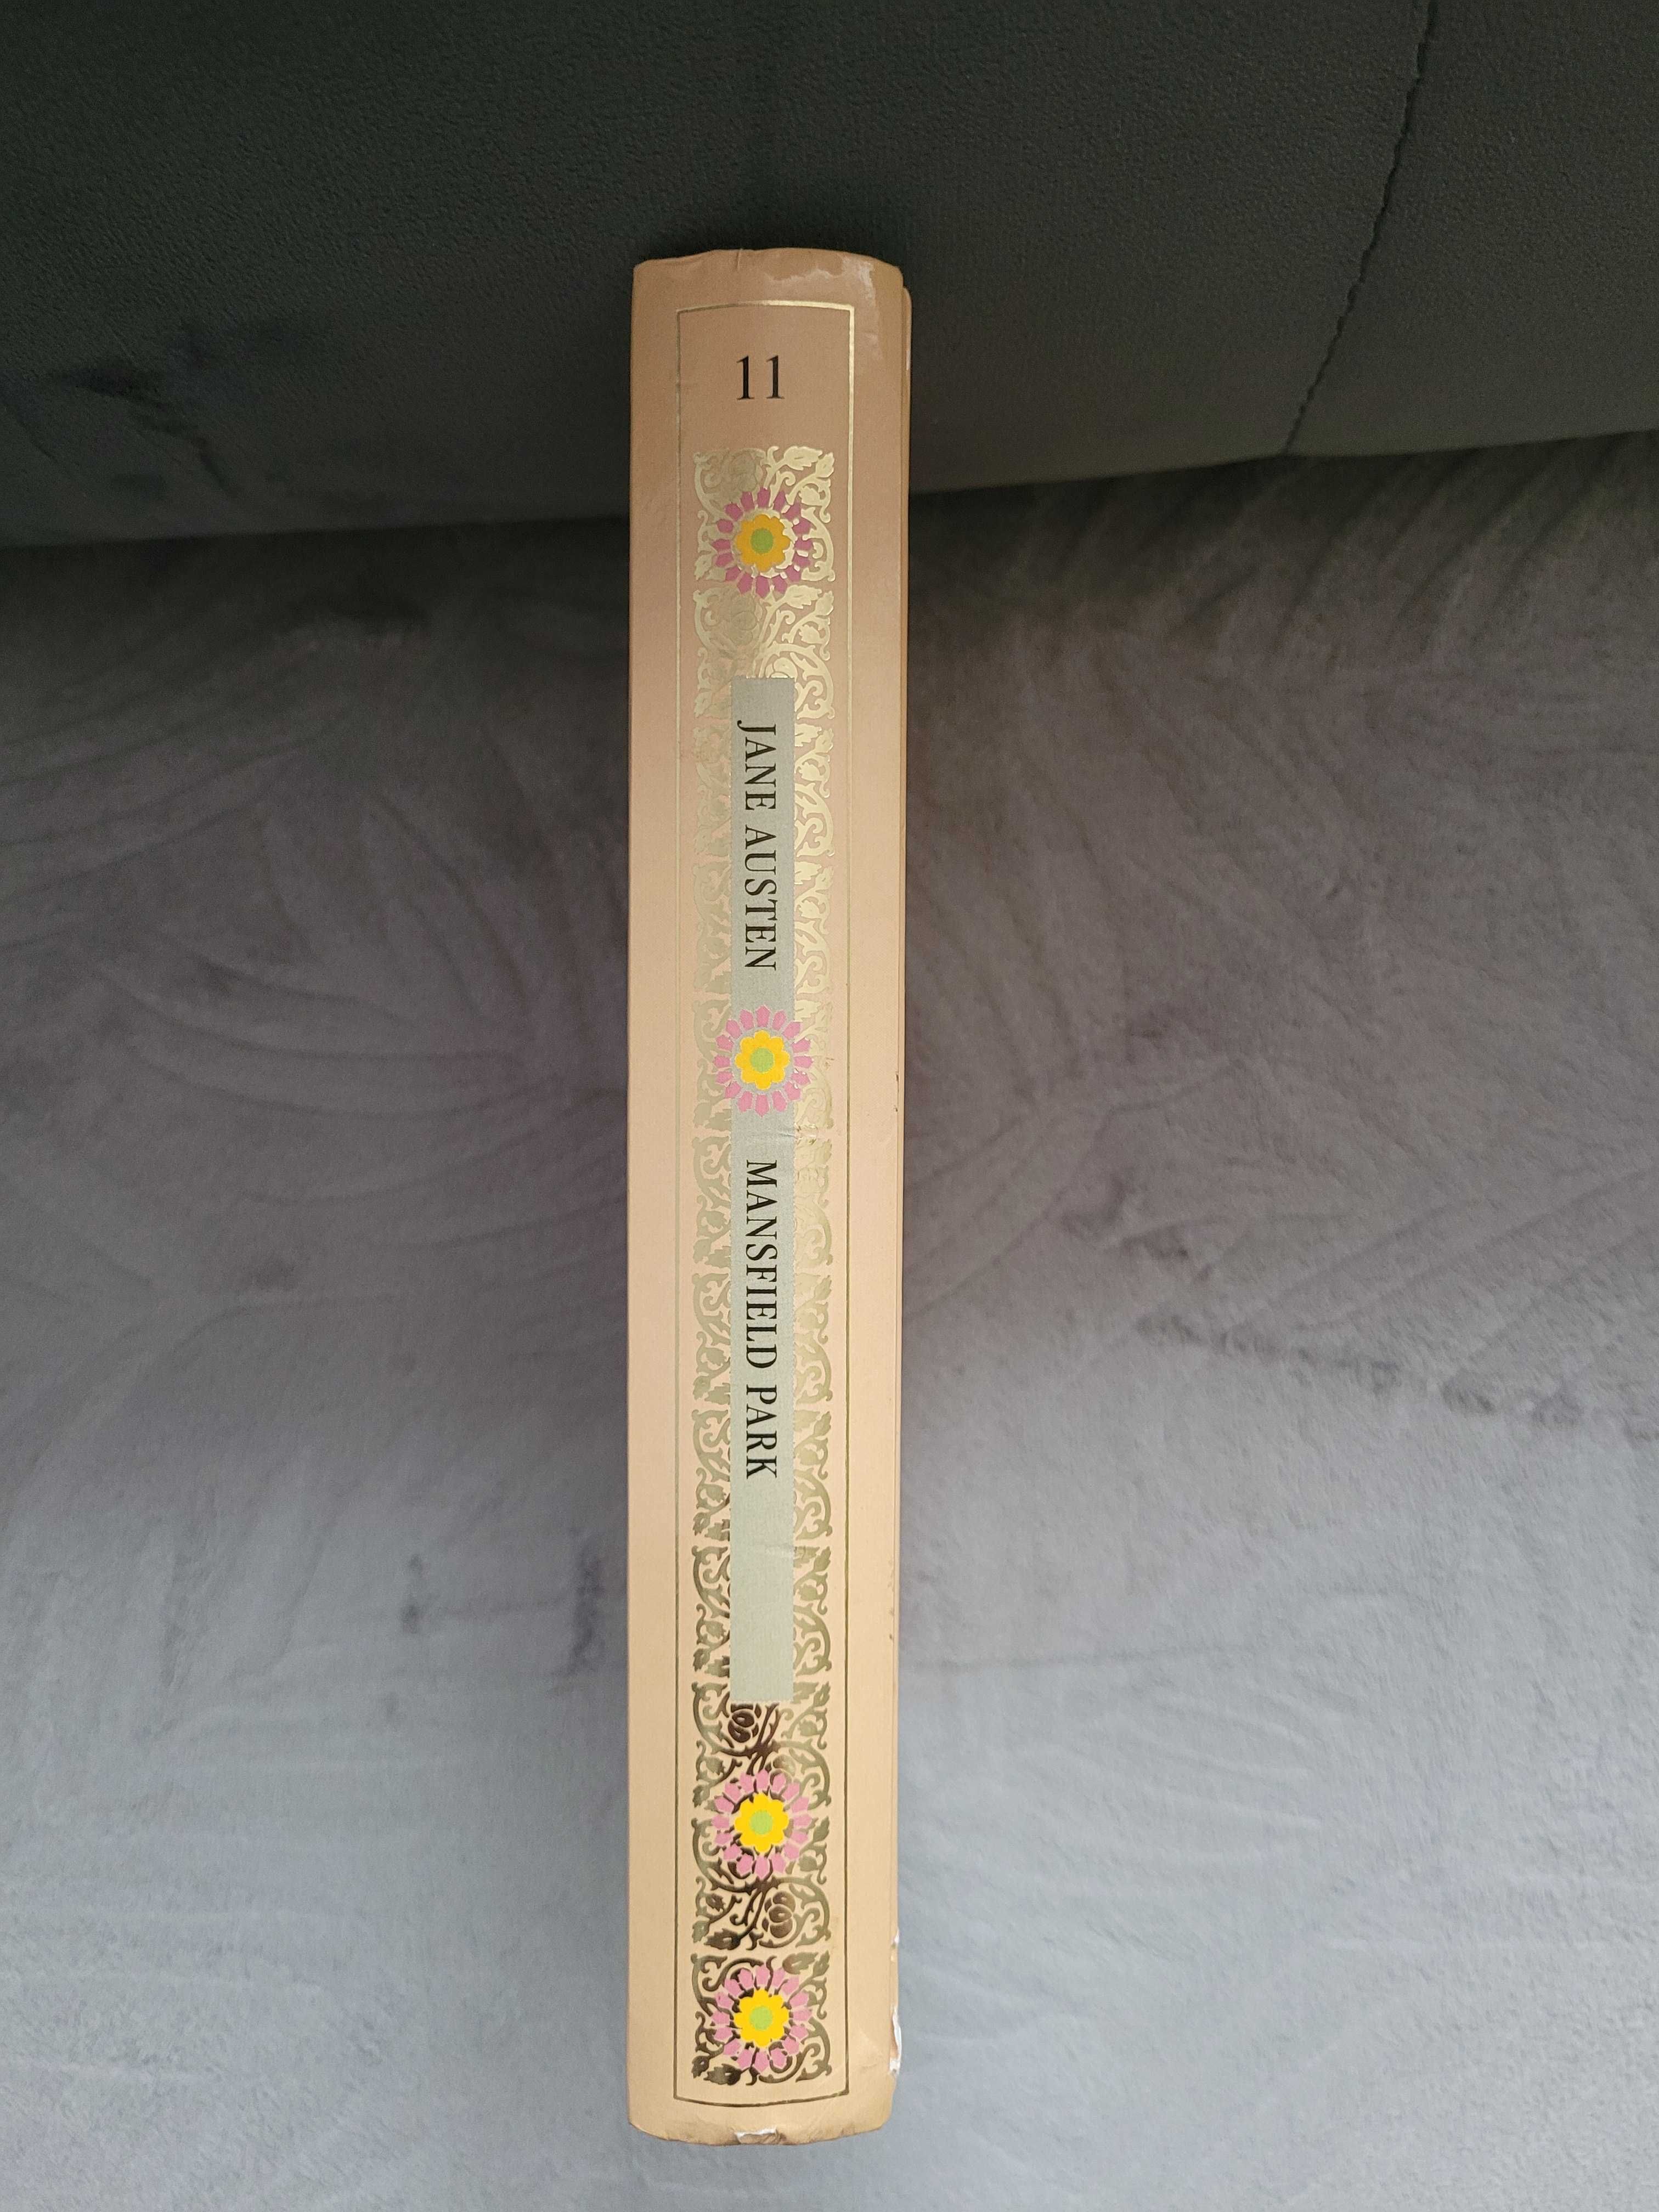 11
JANE AUSTEN MANSFIELD PARK